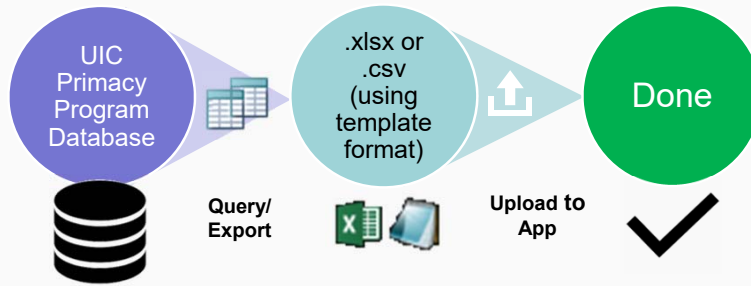 UIC
Primacy
Program
Database
.xlsx or
.csv
(using
template
format)
Done
Query/
Export
X
Upload to
App